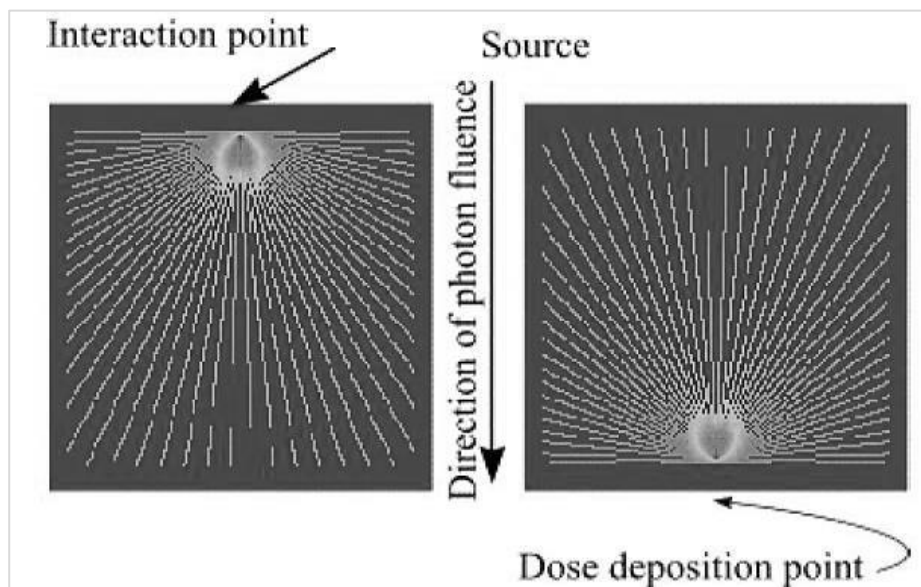 Interaction point
Source
Direction of photon fluence
Dose deposition point